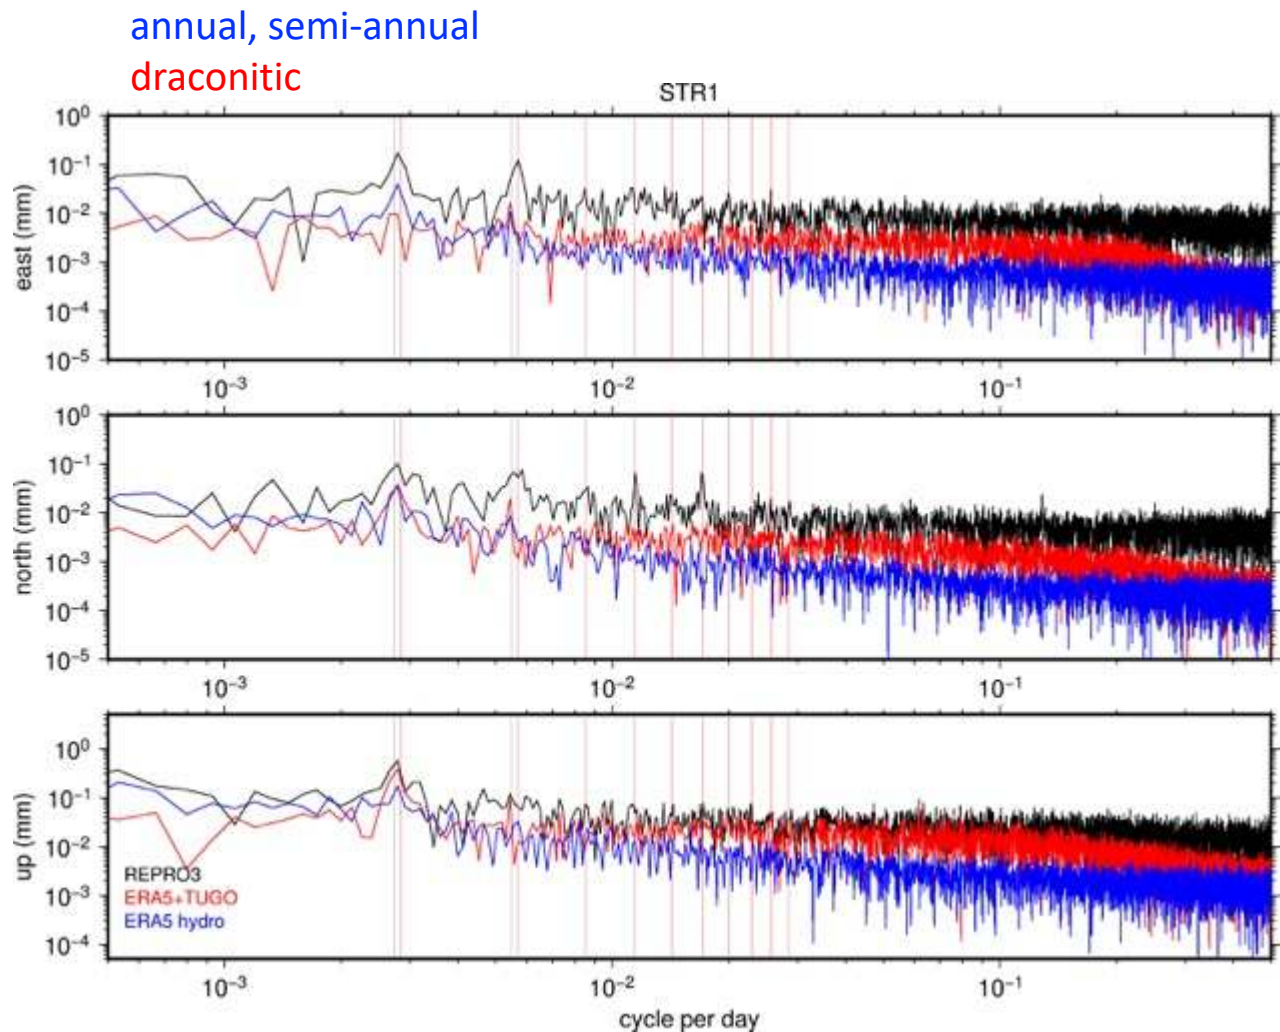 annual, semi-annual
draconitic
STR1
10⁰
10⁻¹
10⁻²
10⁻³
10⁻⁴
10⁻⁵
east (mm)
10⁻³ 10⁻² 10⁻¹
10⁰
10⁻¹
10⁻²
10⁻³
10⁻⁴
10⁻⁵
north (mm)
10⁻³ 10⁻² 10⁻¹
10⁰
10⁻¹
10⁻²
10⁻³
10⁻⁴
up (mm)
REPRO3
ERA5+TUGO
ERA5 hydro
10⁻³ 10⁻² 10⁻¹
cycle per day